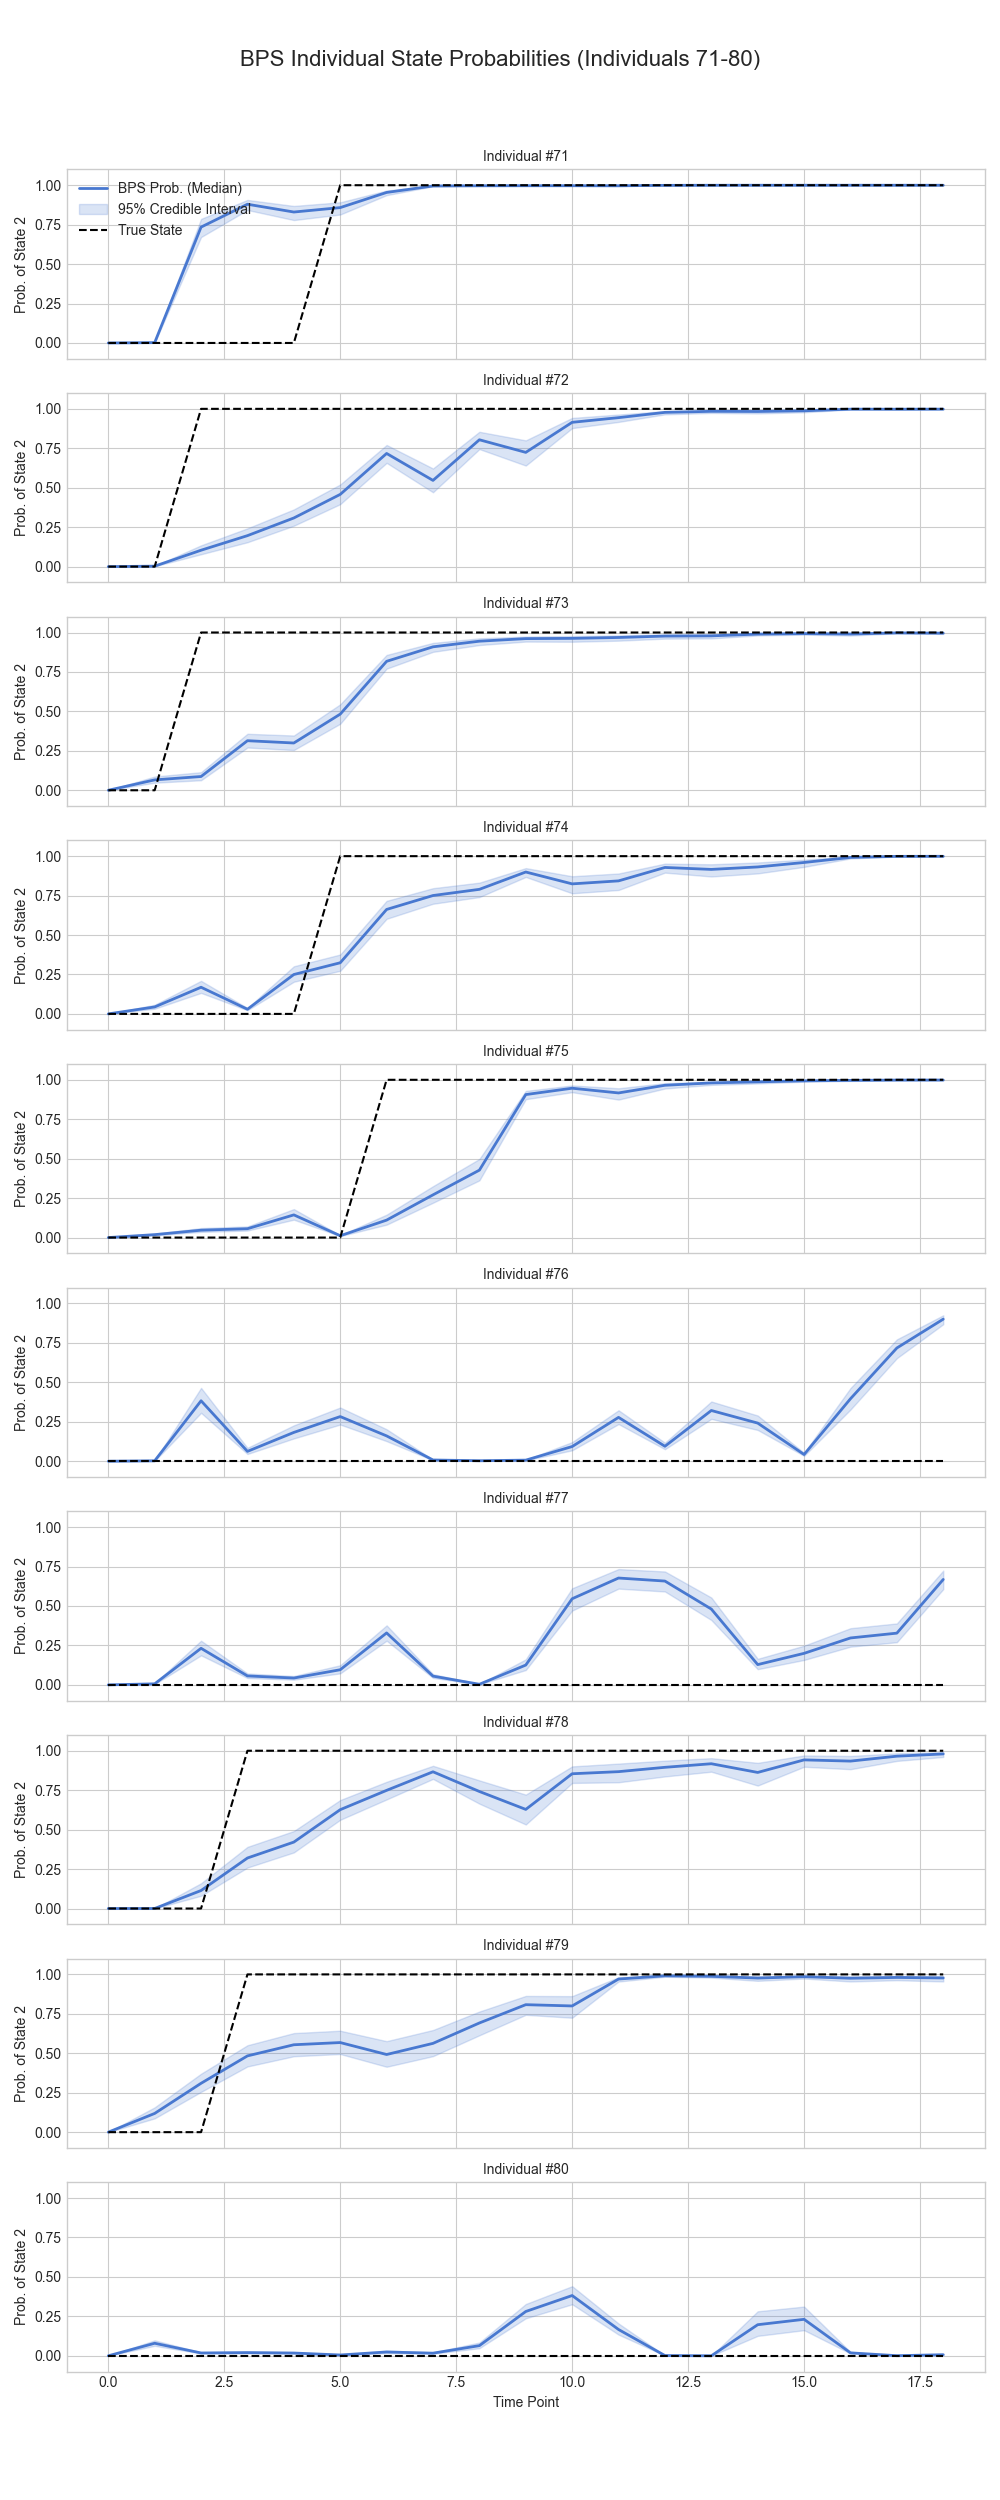 BPS Individual State Probabilities (Individuals 71-80)
Individual #71
BPS Prob. (Median)
95% Credible Interval
True State
Prob. of State 2
1.00
0.75
0.50
0.25
0.00
Individual #72
Prob. of State 2
1.00
0.75
0.50
0.25
0.00
Individual #73
Prob. of State 2
1.00
0.75
0.50
0.25
0.00
Individual #74
Prob. of State 2
1.00
0.75
0.50
0.25
0.00
Individual #75
Prob. of State 2
1.00
0.75
0.50
0.25
0.00
Individual #76
Prob. of State 2
1.00
0.75
0.50
0.25
0.00
Individual #77
Prob. of State 2
1.00
0.75
0.50
0.25
0.00
Individual #78
Prob. of State 2
1.00
0.75
0.50
0.25
0.00
Individual #79
Prob. of State 2
1.00
0.75
0.50
0.25
0.00
Individual #80
Prob. of State 2
1.00
0.75
0.50
0.25
0.00
0.0 2.5 5.0 7.5 10.0 12.5 15.0 17.5
Time Point